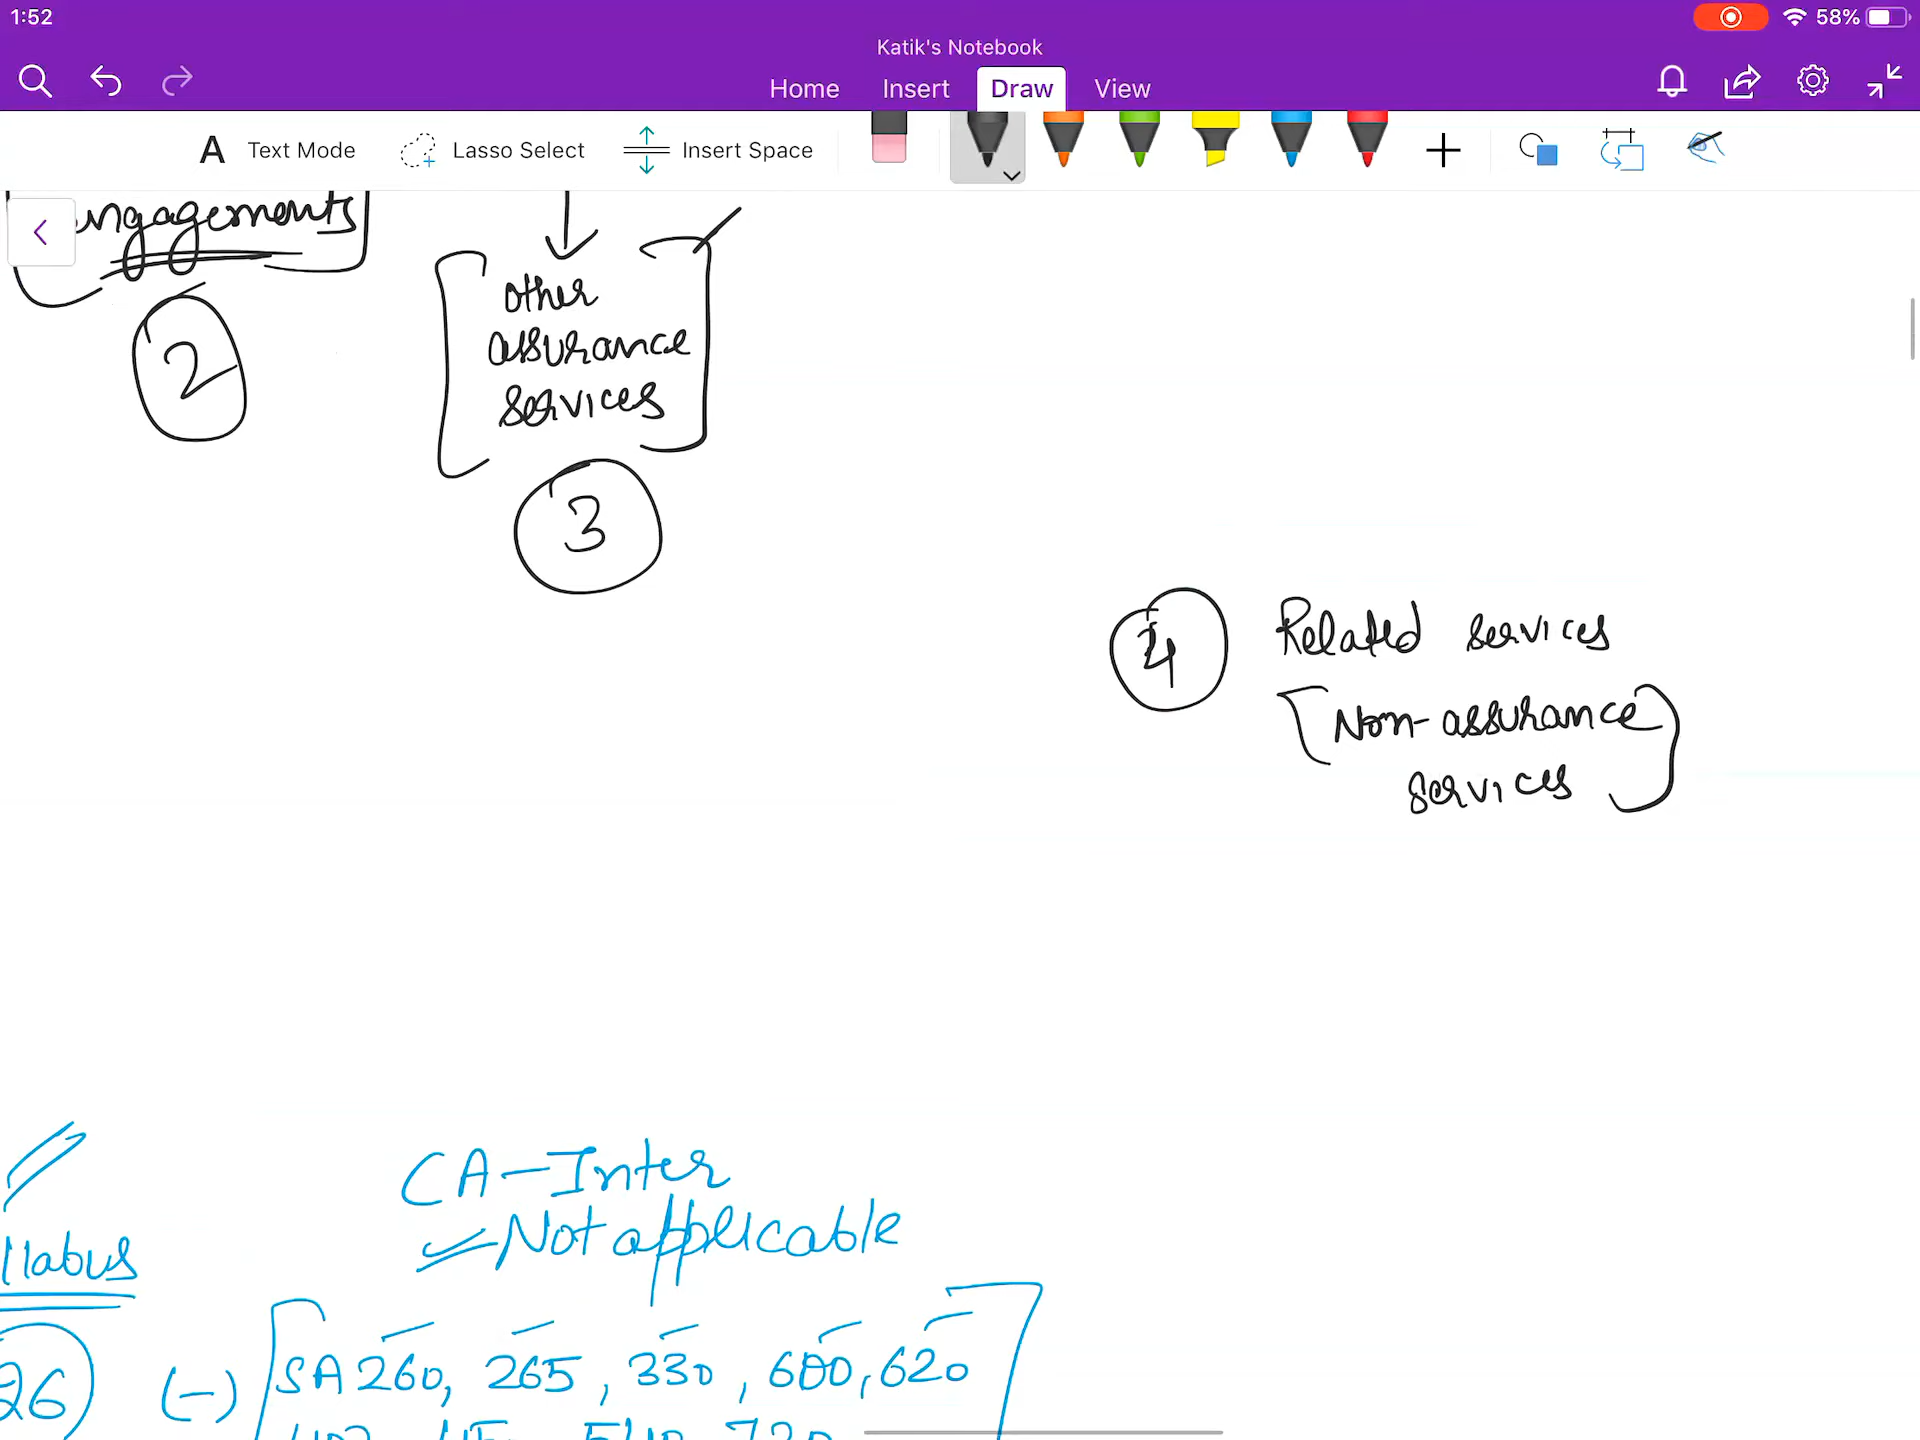 1:52
58%
Katik's Notebook
Home Insert Draw View
A Text Mode Lasso Select Insert Space
engagements
2
other
assurance
services
3
4 Related services
Non-assurance
services
CA-Inter
Not applicable
llabus
26 (-) SA 260, 265, 330, 600, 620